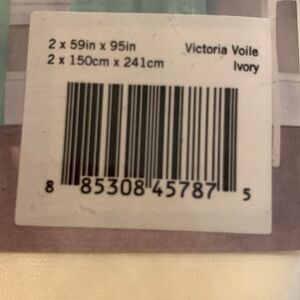 2 x 59in x 95in
2 x 150cm x 241cm
Victoria Voile
Ivory
8 85308 45787 5